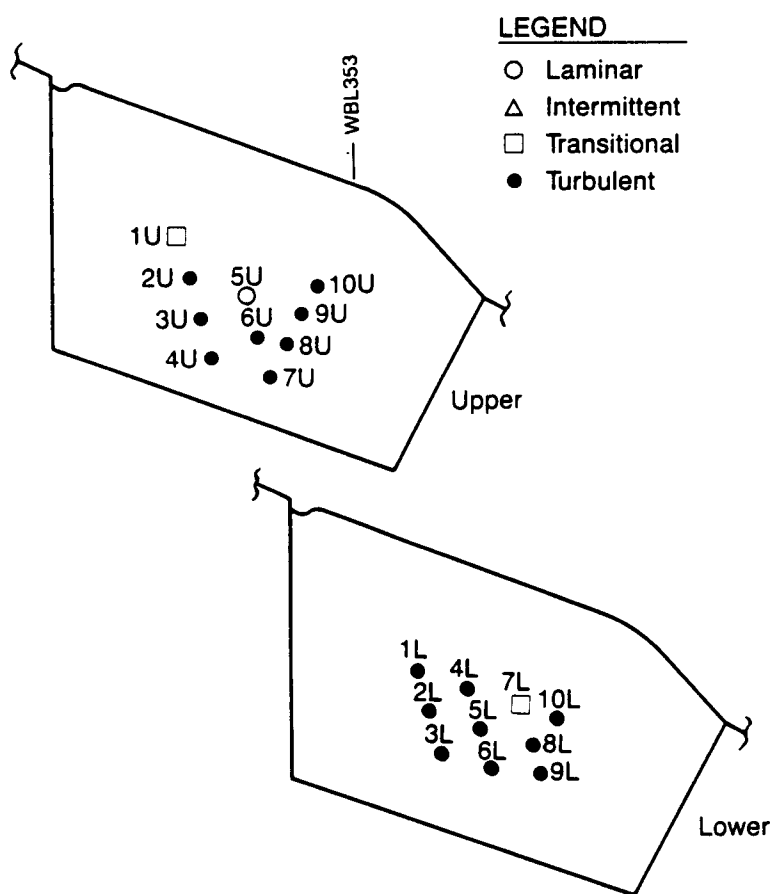 LEGEND
Laminar
Intermittent
Transitional
Turbulent
WBL353
1U
2U
5U
10U
3U
6U
9U
4U
8U
7U
Upper
1L
4L
7L
2L
5L
10L
3L
6L
8L
9L
Lower